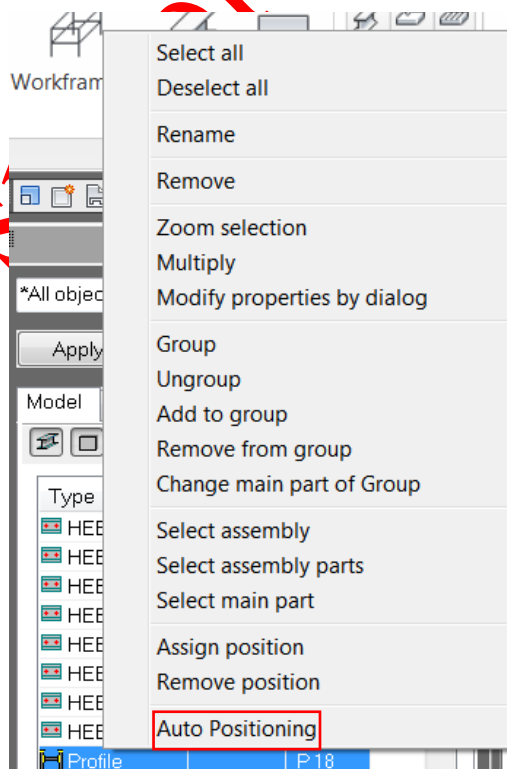 Workfram
Select all
Deselect all
Rename
Remove
Zoom selection
Multiply
Modify properties by dialog
*All objec
Apply
Group
Ungroup
Add to group
Remove from group
Change main part of Group
Model
Type
Select assembly
Select assembly parts
Select main part
Assign position
Remove position
Auto Positioning
HEE
HEE
HEE
HEE
HEE
HEE
HEE
HEE
Profile P 18